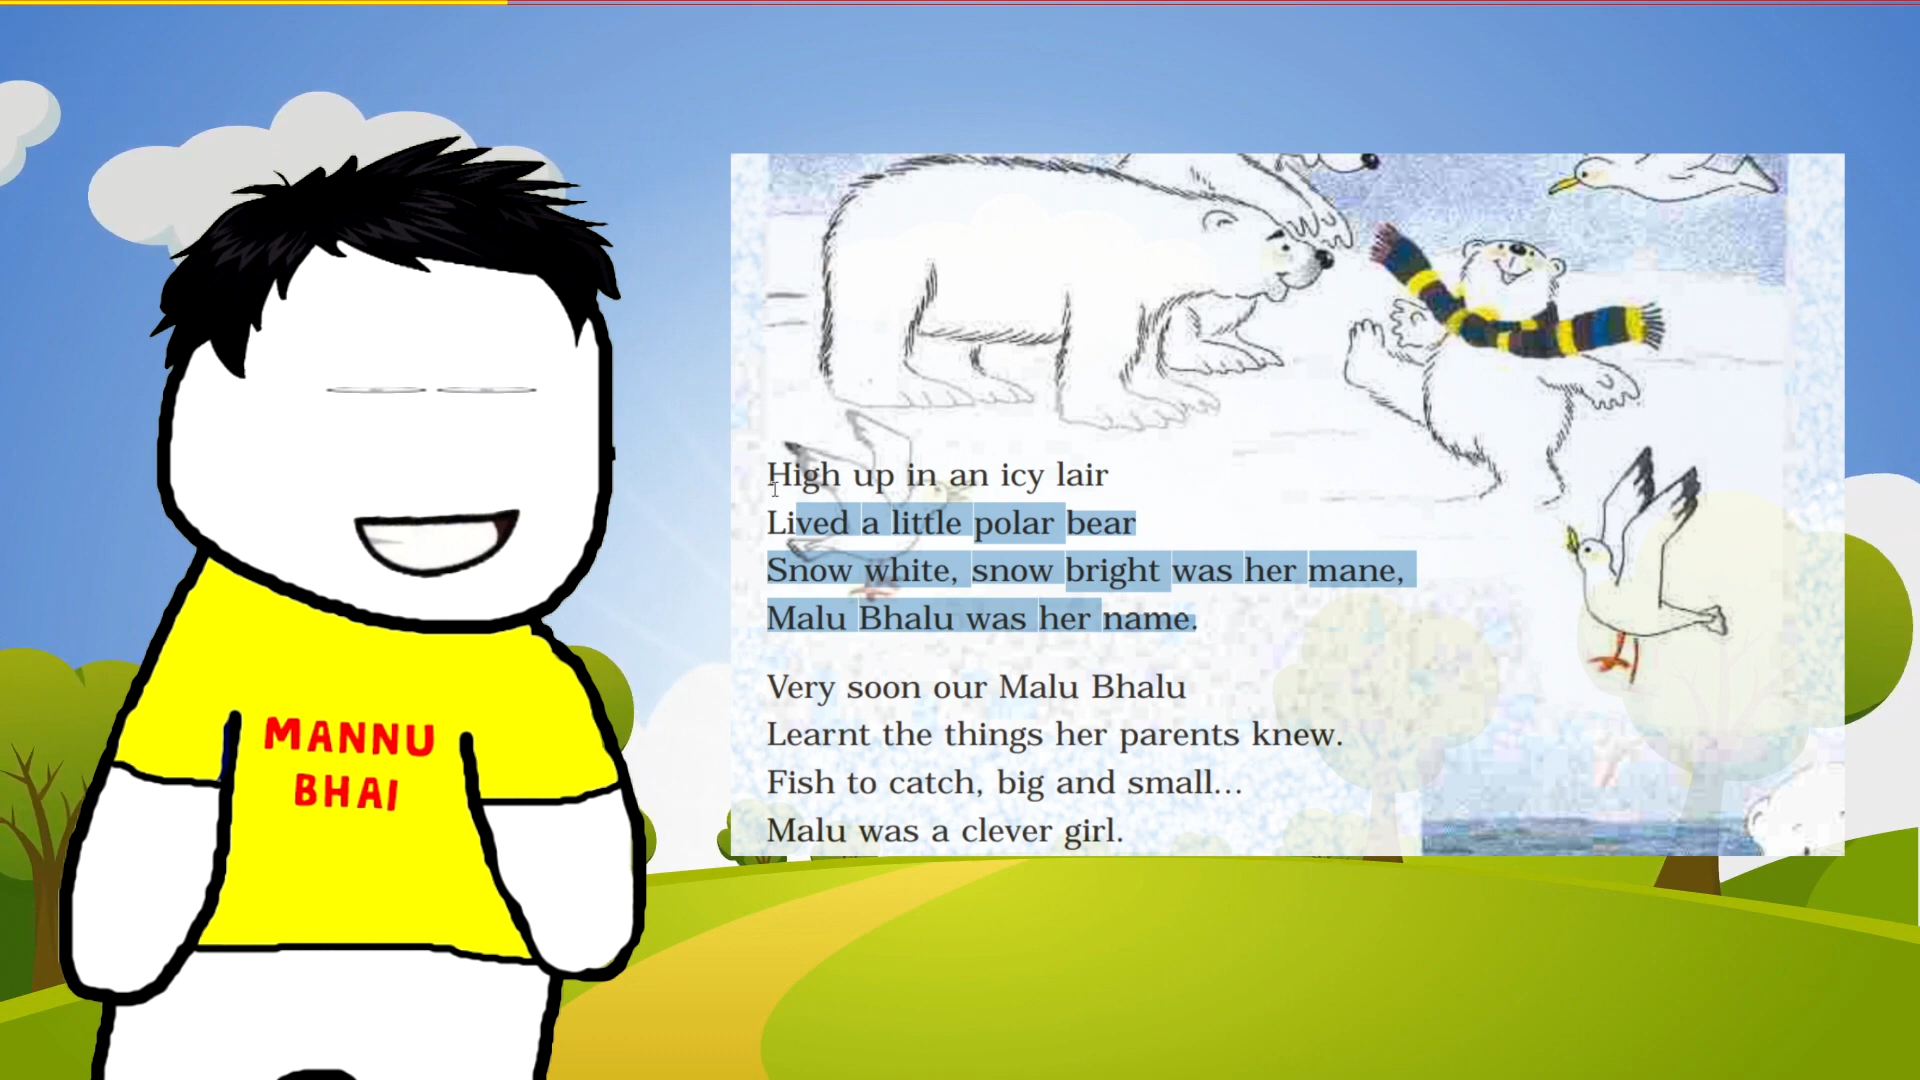 MANNU
BHAI
High up in an icy lair
Lived a little polar bear
Snow white, snow bright was her mane,
Malu Bhalu was her name.
Very soon our Malu Bhalu
Learnt the things her parents knew.
Fish to catch, big and small...
Malu was a clever girl.